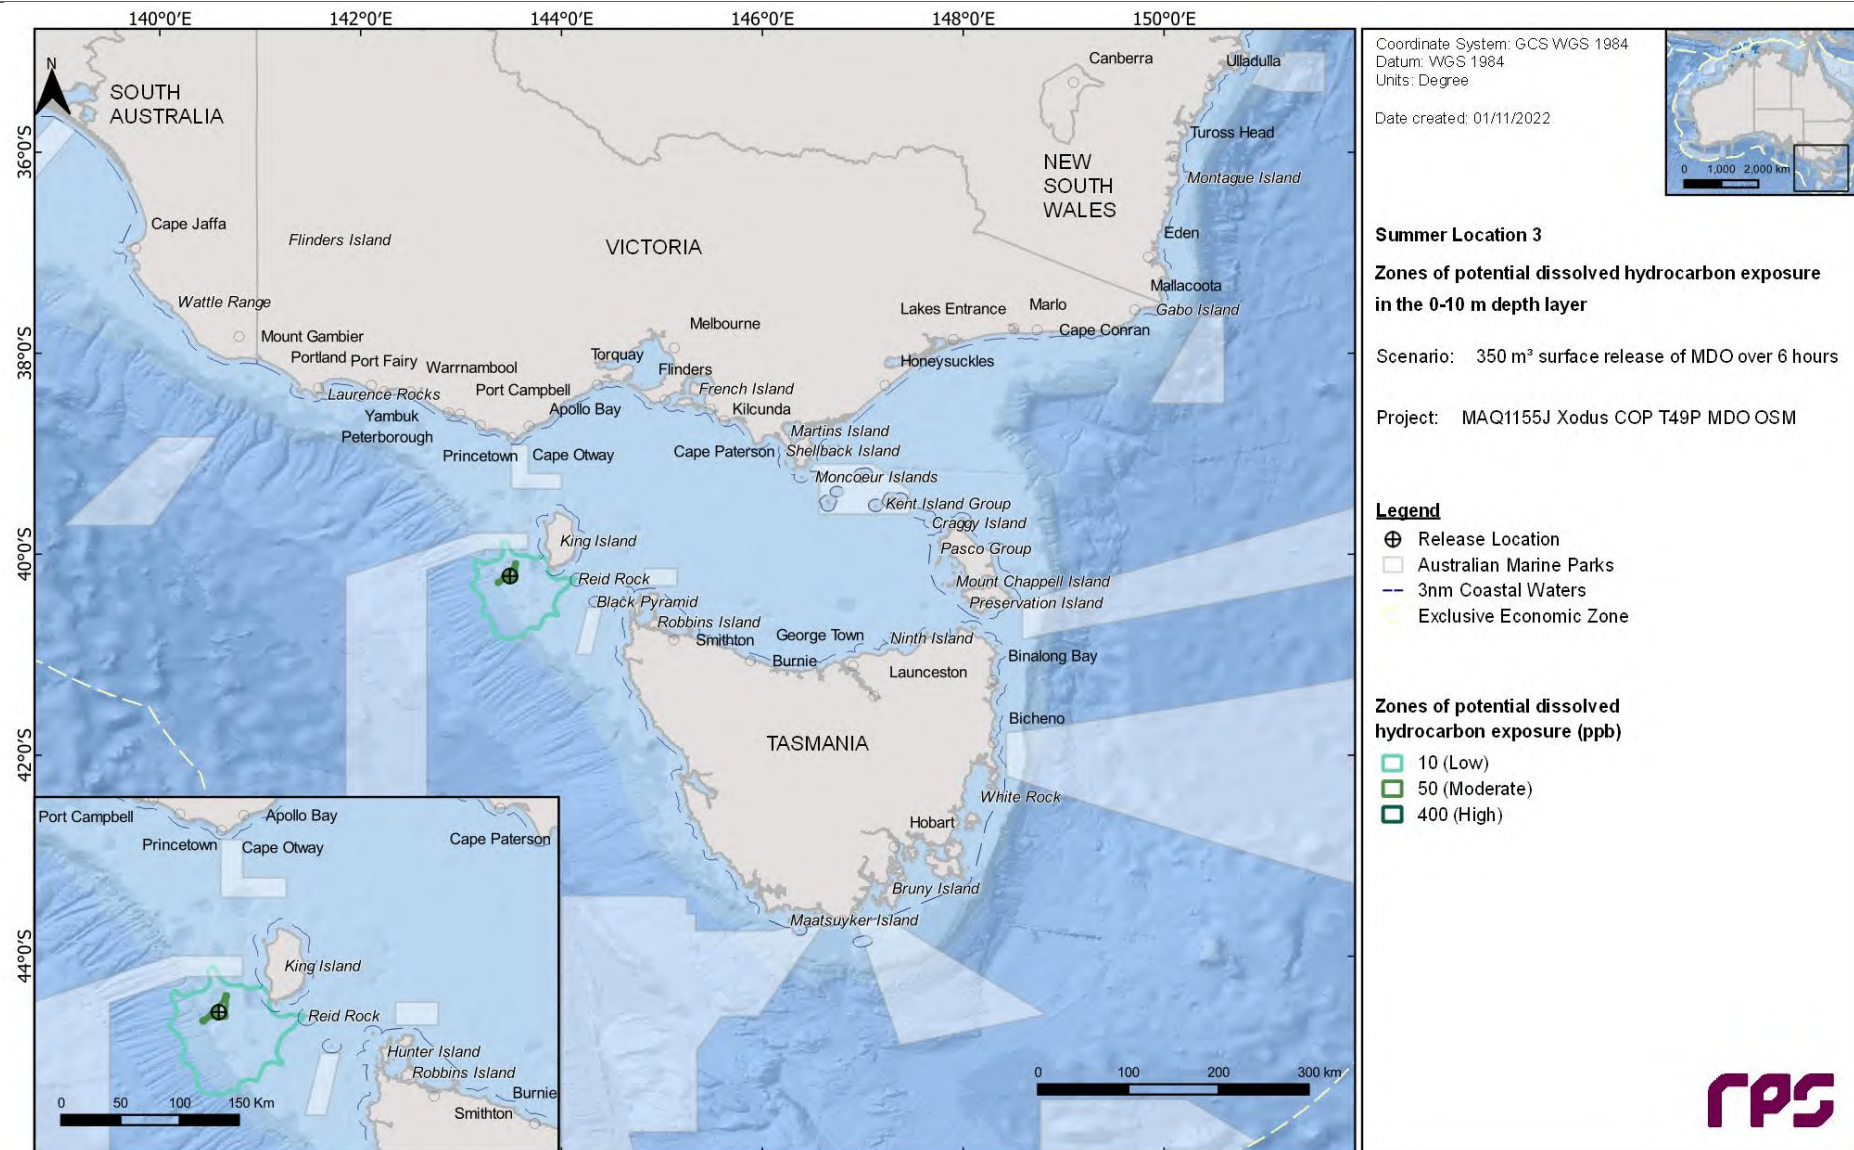 140°0'E
142°0'E
144°0'E
146°0'E
148°0'E
150°0'E
36°0'S
38°0'S
40°0'S
42°0'S
44°0'S
N
SOUTH
AUSTRALIA
Canberra
Ulladulla
Tuross Head
NEW
SOUTH
WALES
Montague Island
Cape Jaffa
Flinders Island
VICTORIA
Eden
Wattle Range
Mallacoota
Lakes Entrance
Marlo
Gabo Island
Melbourne
Cape Conran
Mount Gambier
Portland
Port Fairy
Warrnambool
Torquay
Flinders
Honeysuckles
Laurence Rocks
Port Campbell
French Island
Yambuk
Apollo Bay
Kilcunda
Peterborough
Martins Island
Princetown
Cape Otway
Cape Paterson
Shellback Island
Moncoeur Islands
Kent Island Group
Craggy Island
King Island
Pasco Group
Reid Rock
Mount Chappell Island
Black Pyramid
Preservation Island
Robbins Island
Smithton
George Town
Ninth Island
Burnie
Binalong Bay
Launceston
Bicheno
TASMANIA
White Rock
Hobart
Bruny Island
Maatsuyker Island
0 100 200 300 km
Port Campbell
Apollo Bay
Princetown
Cape Otway
Cape Paterson
King Island
Reid Rock
Hunter Island
Robbins Island
Burnie
Smithton
0 50 100 150 Km
Coordinate System: GCS WGS 1984
Datum: WGS 1984
Units: Degree
Date created: 01/11/2022
0 1,000 2,000 km
Summer Location 3
Zones of potential dissolved hydrocarbon exposure
in the 0-10 m depth layer
Scenario: 350 m³ surface release of MDO over 6 hours
Project: MAQ1155J Xodus COP T49P MDO OSM
Legend
Release Location
Australian Marine Parks
3nm Coastal Waters
Exclusive Economic Zone
Zones of potential dissolved
hydrocarbon exposure (ppb)
10 (Low)
50 (Moderate)
400 (High)
rps